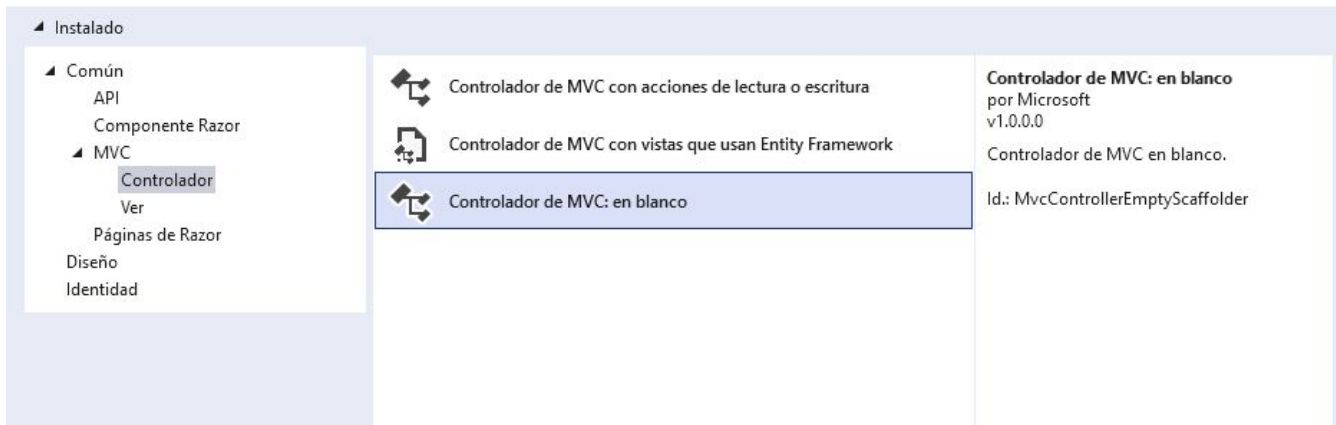 Instalado
Común
API
Componente Razor
MVC
Controlador
Ver
Páginas de Razor
Diseño
Identidad
Controlador de MVC con acciones de lectura o escritura
Controlador de MVC con vistas que usan Entity Framework
Controlador de MVC: en blanco
Controlador de MVC: en blanco
por Microsoft
v1.0.0.0
Controlador de MVC en blanco.
Id.: MvcControllerEmptyScaffolder